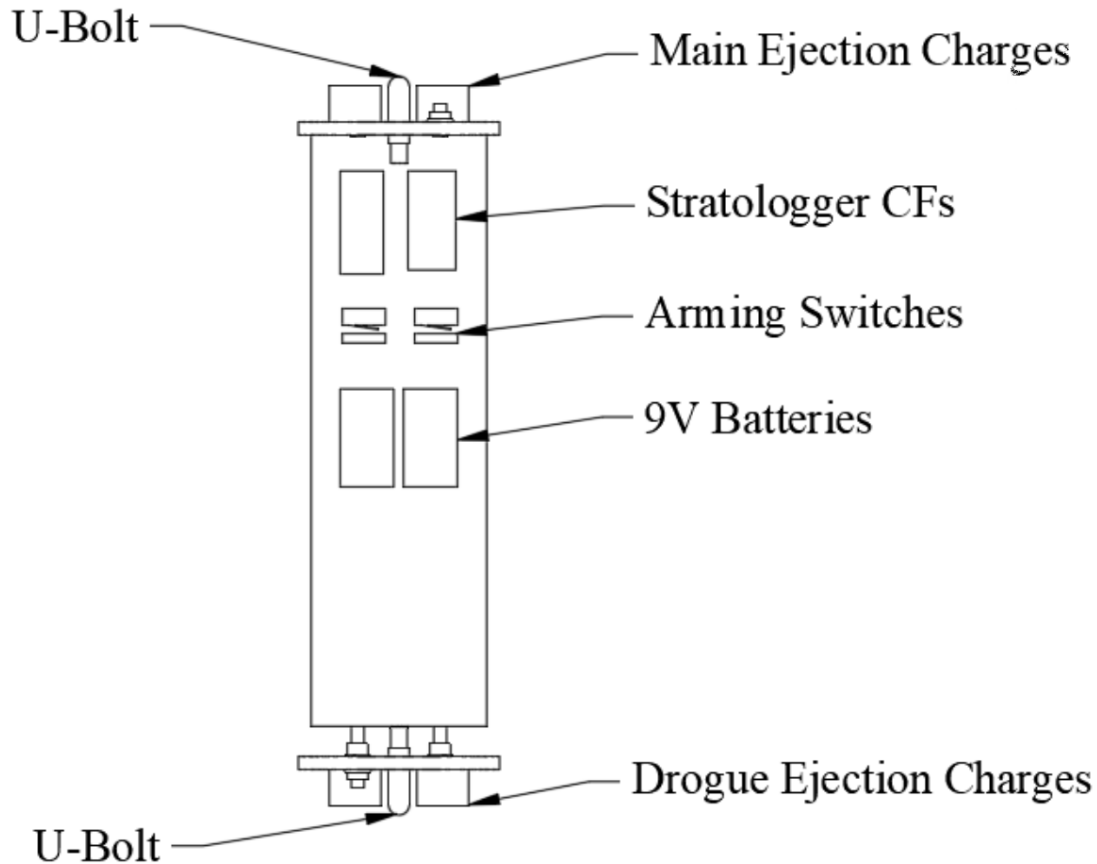 U-Bolt
Main Ejection Charges
Stratologger CFs
Arming Switches
9V Batteries
Drogue Ejection Charges
U-Bolt